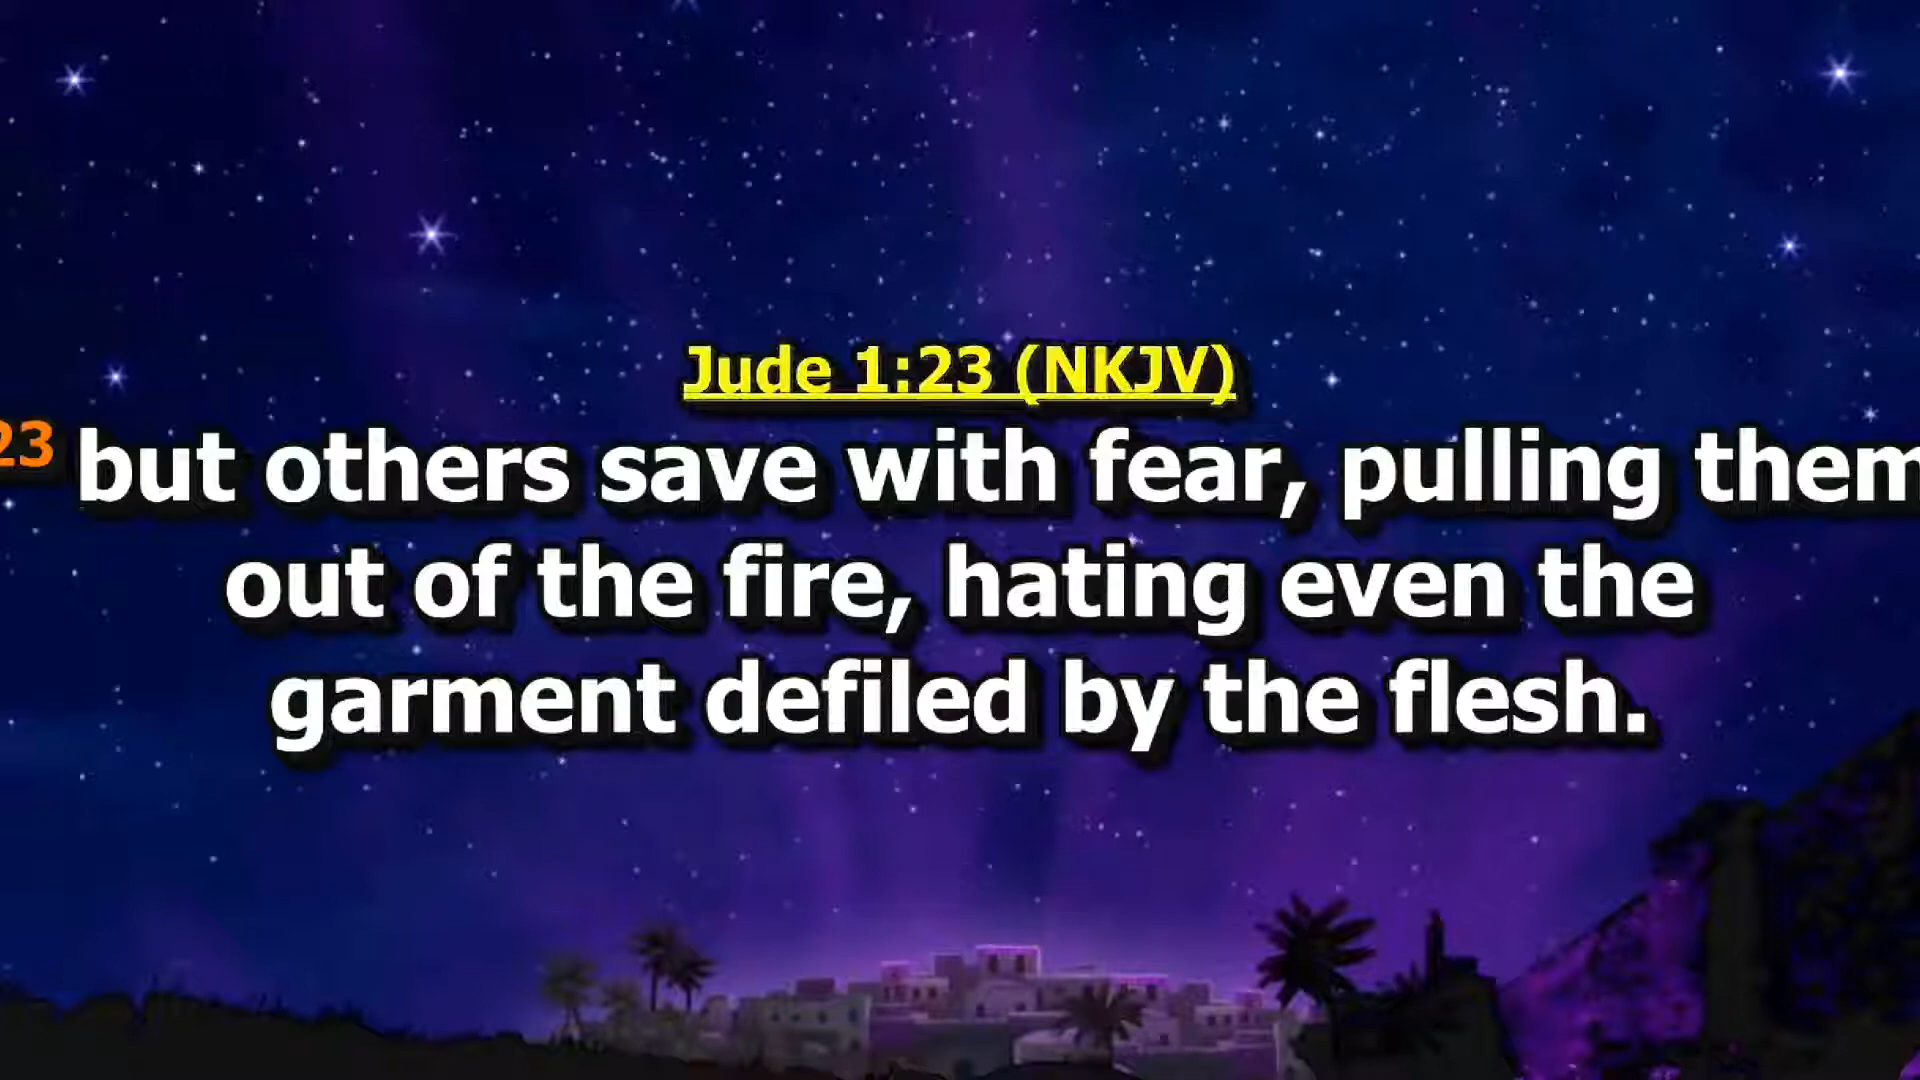 Jude 1:23 (NKJV)
23 but others save with fear, pulling them
out of the fire, hating even the
garment defiled by the flesh.